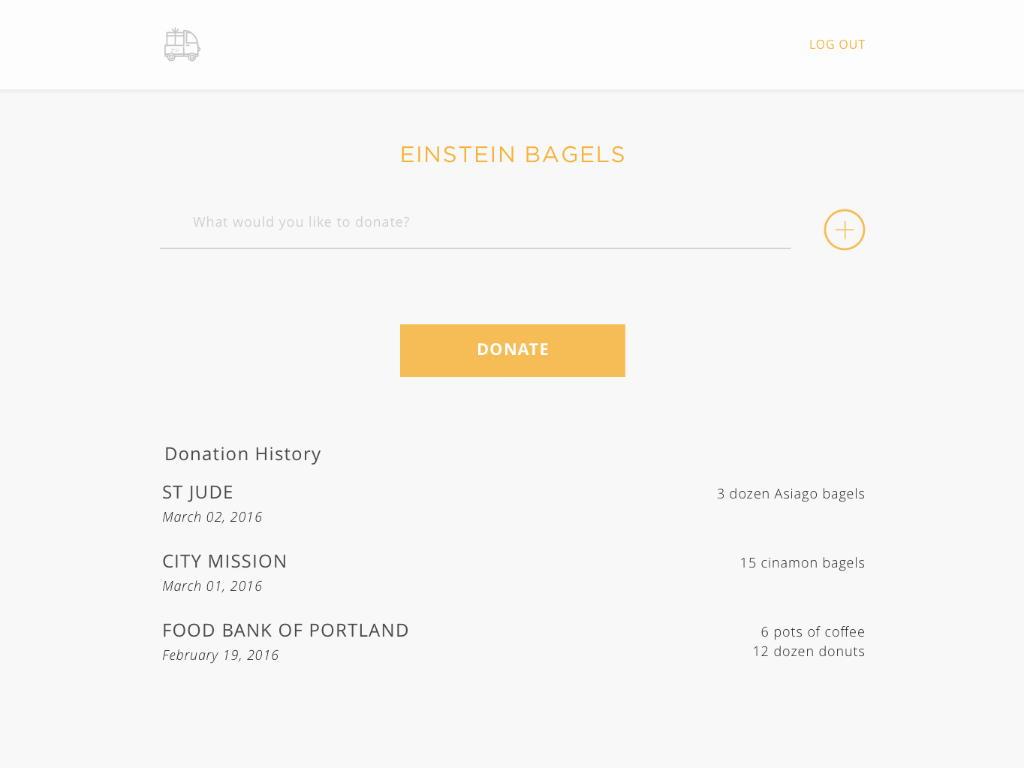 LOG OUT
EINSTEIN BAGELS
What would you like to donate?
DONATE
Donation History
ST JUDE
3 dozen Asiago bagels
March 02, 2016
CITY MISSION
15 cinamon bagels
March 01, 2016
FOOD BANK OF PORTLAND
6 pots of coffee
February 19, 2016
12 dozen donuts